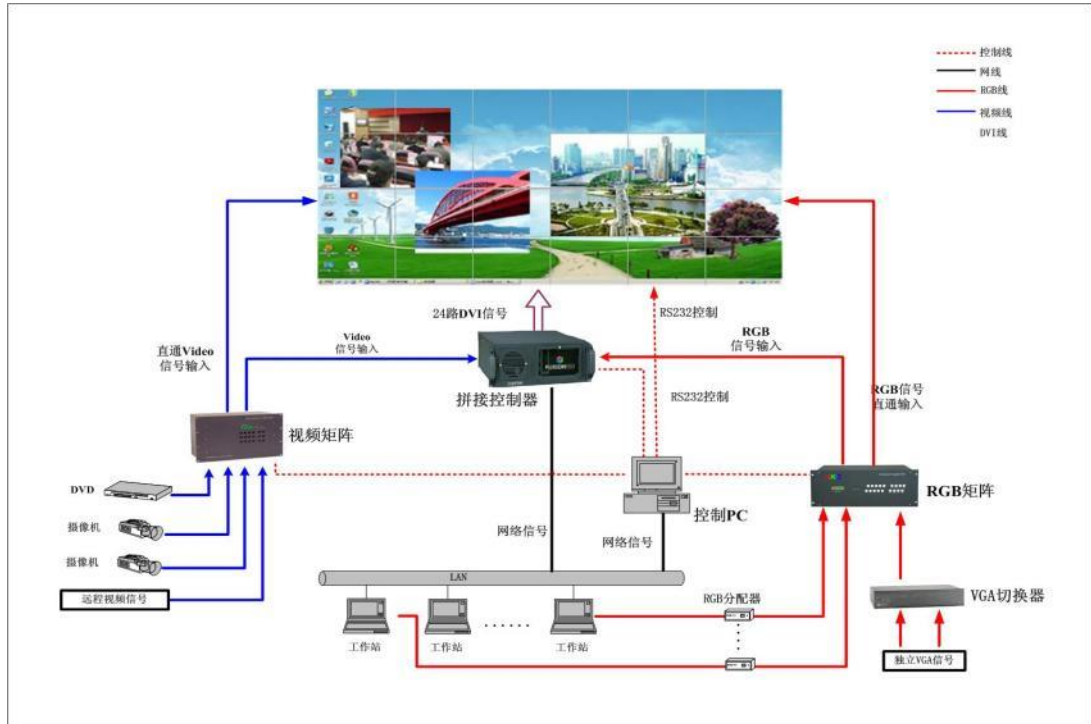 控制线
网线
RGB线
视频线
DVI线
24路DVI信号
RS232控制
直通Video
信号输入
Video
信号输入
RGB
信号输入
拼接控制器
RS232控制
RGB信号
直通输入
视频矩阵
DVD
摄像机
摄像机
远程视频信号
控制PC
RGB矩阵
网络信号
网络信号
LAN
RGB分配器
VGA切换器
工作站
工作站
......
工作站
独立VGA信号